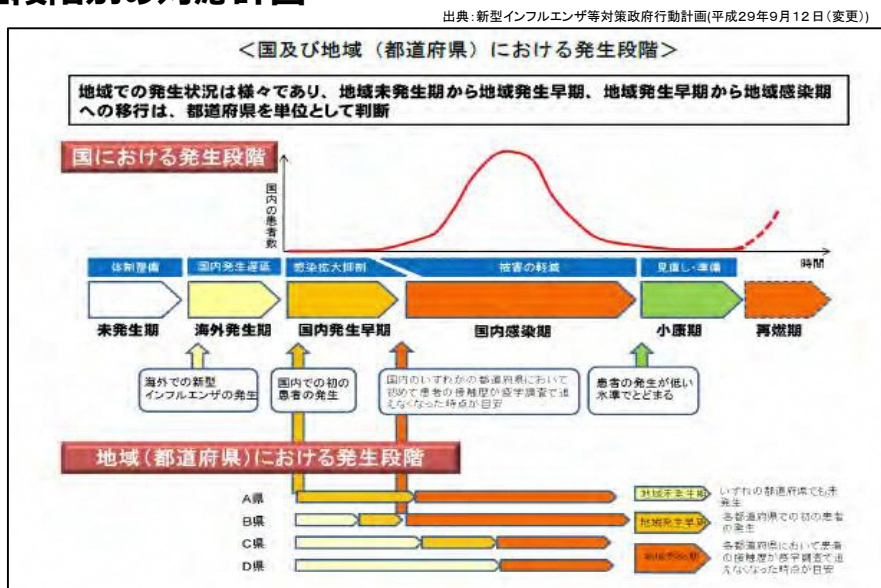 出典:新型インフルエンザ等対策政府行動計画(平成29年9月12日(変更))
<国及び地域（都道府県）における発生段階>
地域での発生状況は様々であり、地域未発生期から地域発生早期、地域発生早期から地域感染期
への移行は、都道府県を単位として判断
国における発生段階
国内の患者数
時間
体制整備
国内発生遅延
感染拡大抑制
被害の軽減
見直し・準備
未発生期
海外発生期
国内発生早期
国内感染期
小康期
再燃期
海外での新型
インフルエンザの発生
国内での初の
患者の発生
国内のいずれかの都道府県において
初めて患者の接触歴が疫学調査で追
えなくなった時点が目安
患者の発生が低い
水準でとどまる
地域(都道府県)における発生段階
A県
B県
C県
D県
地域未発生期
いずれの都道府県でも未
発生
地域発生早期
各都道府県での初の患者
の発生
地域感染期
各都道府県において患者
の接触歴が疫学調査で追
えなくなった時点が目安